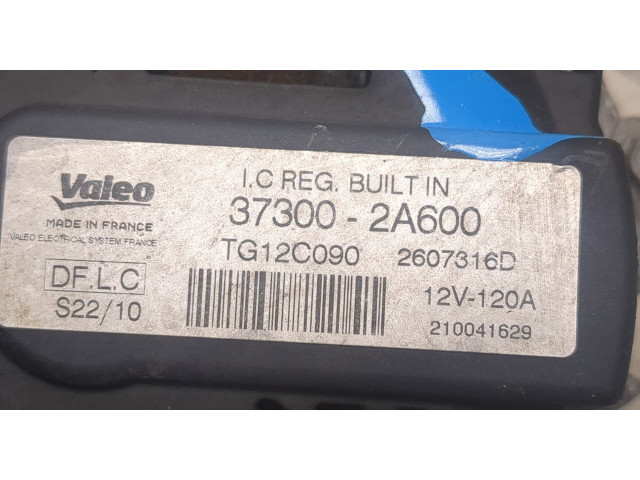 Valeo
MADE IN FRANCE
VALEO ELECTRICAL SYSTEM FRANCE
DF.L.C
S22/10
I.C REG. BUILT IN
37300 - 2A600
TG12C090 2607316D
12V-120A
210041629